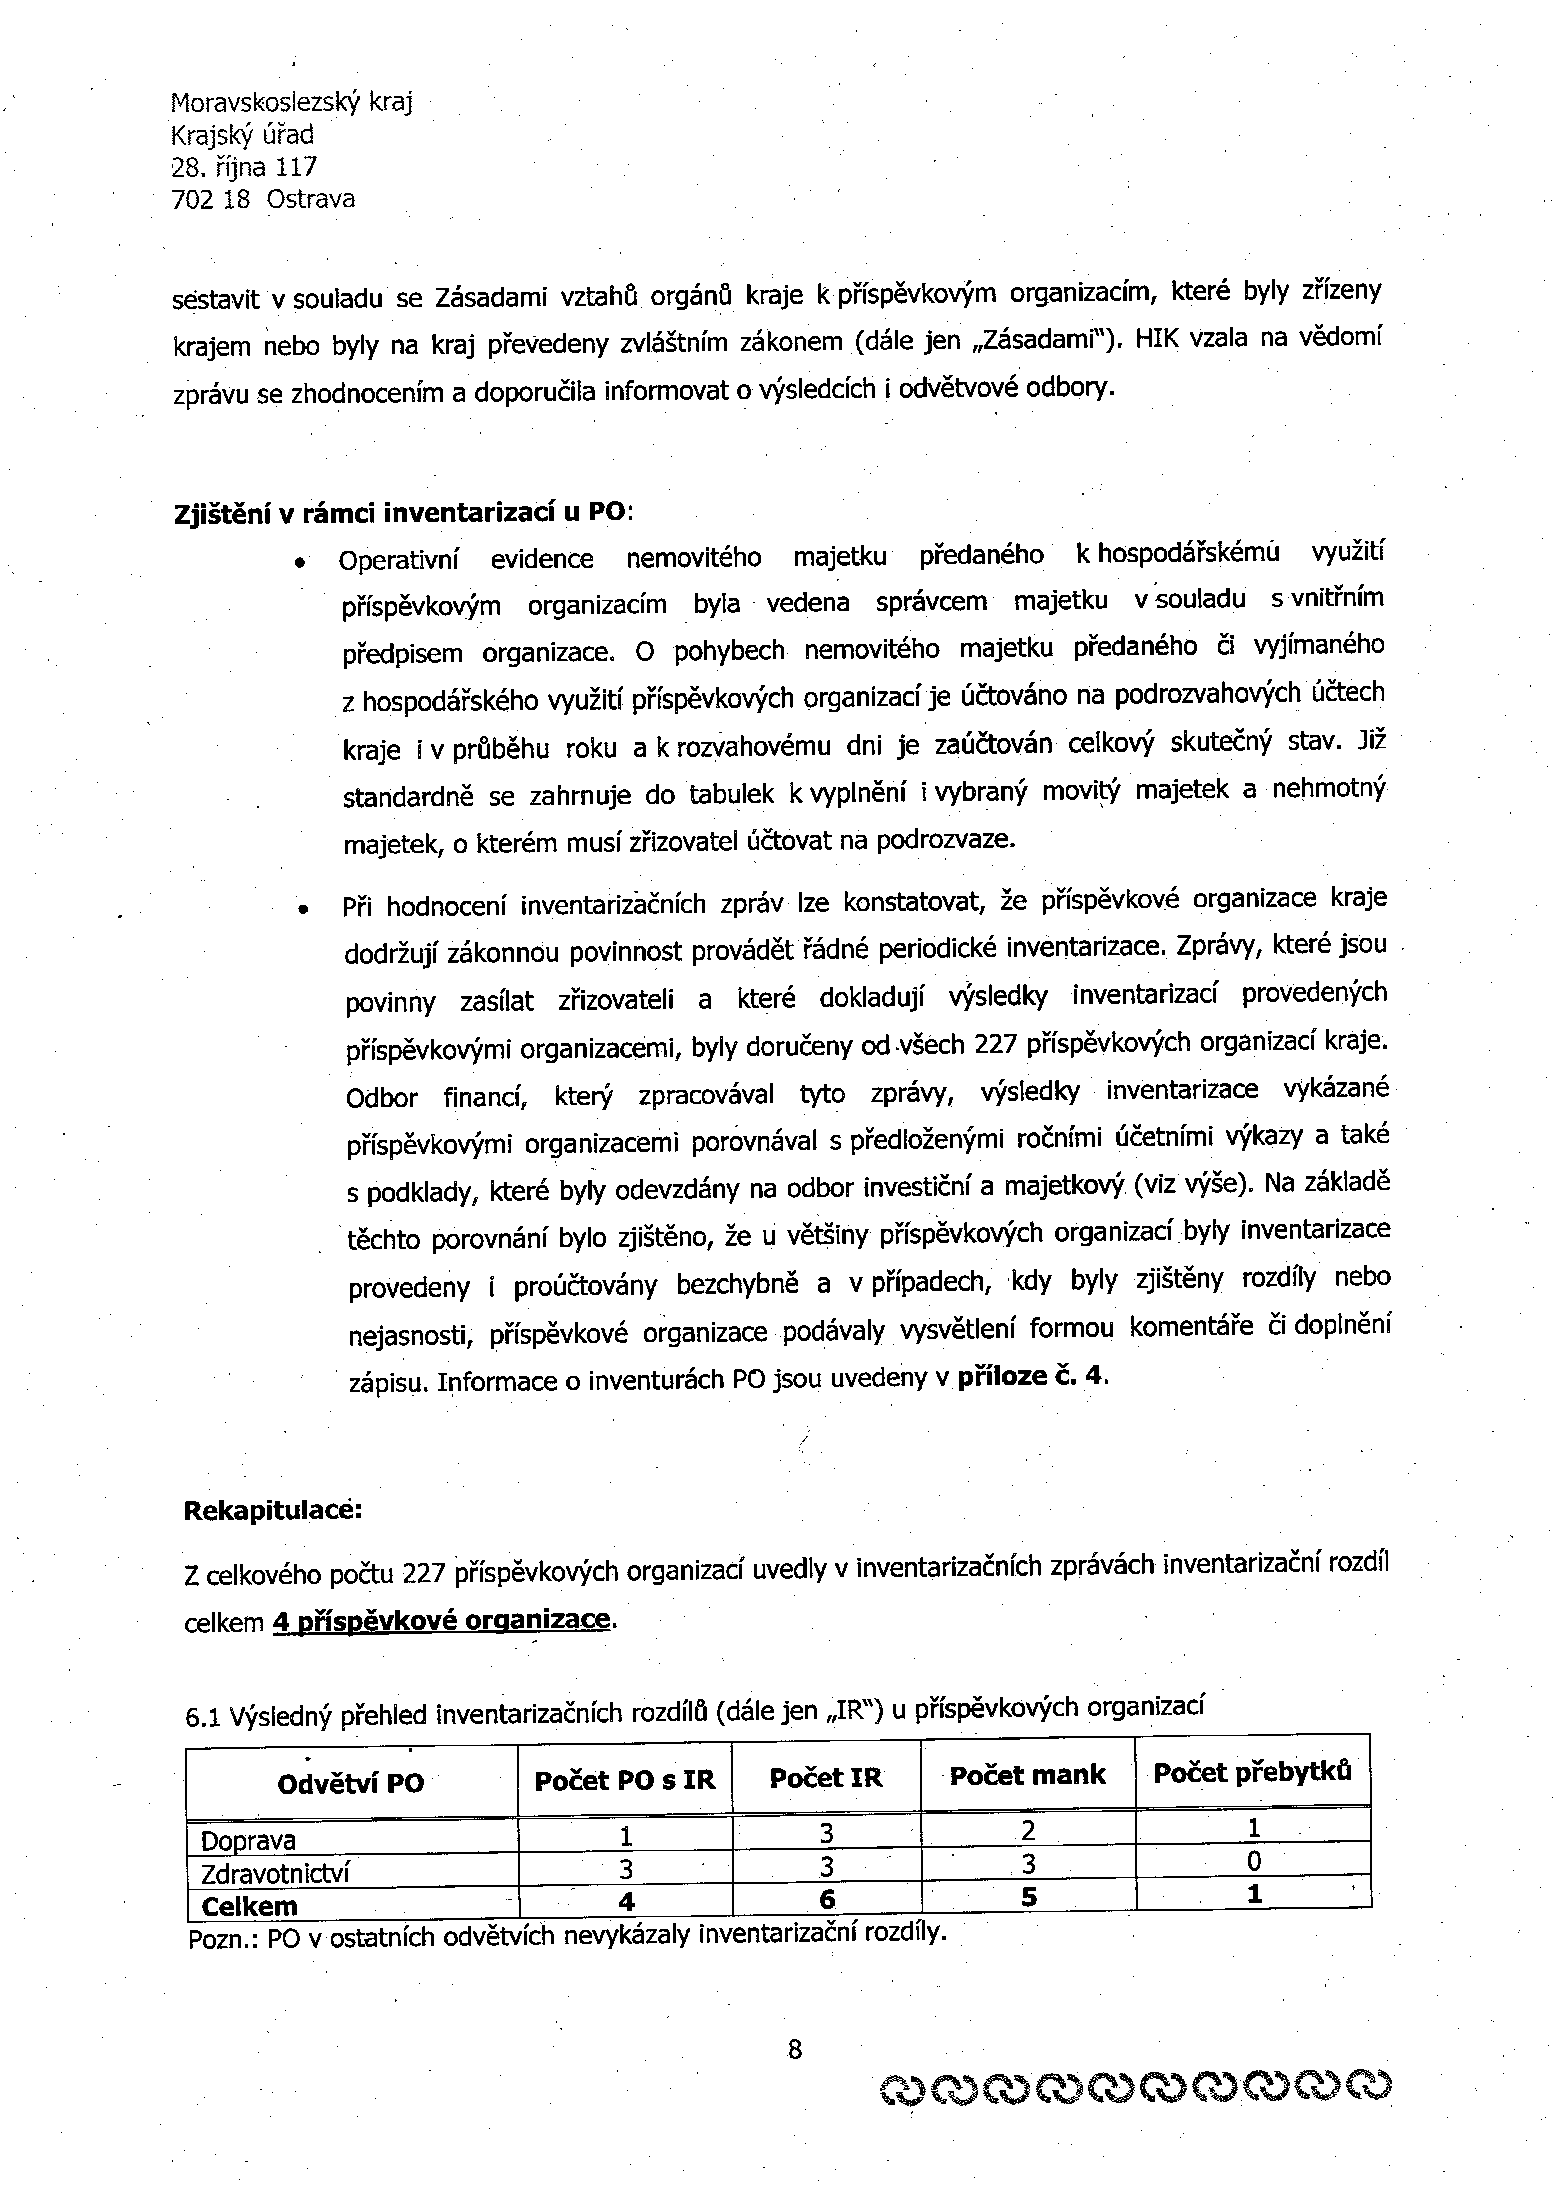 Moravskoslezský kraj
Krajský úřad
28. října 117
702 18 Ostrava
sestavit v souladu se Zásadami vztahů orgánů kraje k příspěvkovým organizacím, které byly zřízeny
krajem nebo byly na kraj převedeny zvláštním zákonem (dále jen „Zásadami"). HIK vzala na vědomí
zprávu se zhodnocením a doporučila informovat o výsledcích i odvětvové odbory.
Zjištění v rámci inventarizací u PO:
• Operativní evidence nemovitého majetku předaného k hospodářskému využití
příspěvkovým organizacím byla vedena správcem majetku v souladu s vnitřním
předpisem organizace. O pohybech nemovitého majetku předaného či vyjímaného
z hospodářského využití příspěvkových organizací je účtováno na podrozvahových účtech
kraje i v průběhu roku a k rozvahovému dni je zaúčtován celkový skutečný stav. Již
standardně se zahrnuje do tabulek k vyplnění i vybraný movitý majetek a nehmotný
majetek, o kterém musí zřizovatel účtovat na podrozvaze.
• Při hodnocení inventarizačních zpráv lze konstatovat, že příspěvkové organizace kraje
dodržují zákonnou povinnost provádět řádné periodické inventarizace. Zprávy, které jsou
povinny zasílat zřizovateli a které dokladují výsledky inventarizací provedených
příspěvkovými organizacemi, byly doručeny od všech 227 příspěvkových organizací kraje.
Odbor financí, který zpracovával tyto zprávy, výsledky inventarizace vykázané
příspěvkovými organizacemi porovnával s předloženými ročními účetními výkazy a také
s podklady, které byly odevzdány na odbor investiční a majetkový (viz výše). Na základě
těchto porovnání bylo zjištěno, že u většiny příspěvkových organizací byly inventarizace
provedeny i proúčtovány bezchybně a v případech, kdy byly zjištěny rozdíly nebo
nejasnosti, příspěvkové organizace podávaly vysvětlení formou komentáře či doplnění
zápisu. Informace o inventurách PO jsou uvedeny v příloze č. 4.
Rekapitulace:
Z celkového počtu 227 příspěvkových organizací uvedly v inventarizačních zprávách inventarizační rozdíl
celkem 4 příspěvkové organizace.
6.1 Výsledný přehled inventarizačních rozdílů (dále jen „IR") u příspěvkových organizací
Odvětví PO Počet PO s IR Počet IR Počet mank Počet přebytků
Doprava 1 3 2 1
Zdravotnictví 3 3 3 0
Celkem 4 6 5 1
Pozn.: PO v ostatních odvětvích nevykázaly inventarizační rozdíly.
8